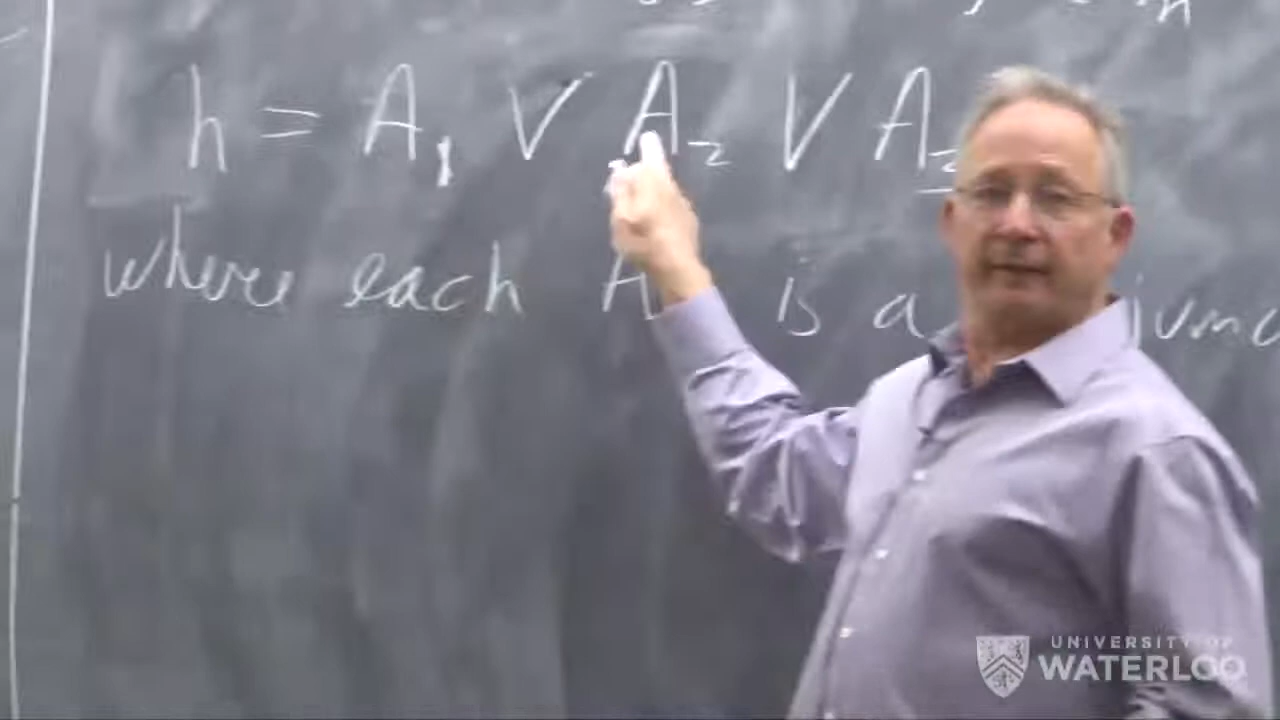 h = A₁ V A₂ V A₃
where each A is a
UNIVERSITY OF
WATERLOO